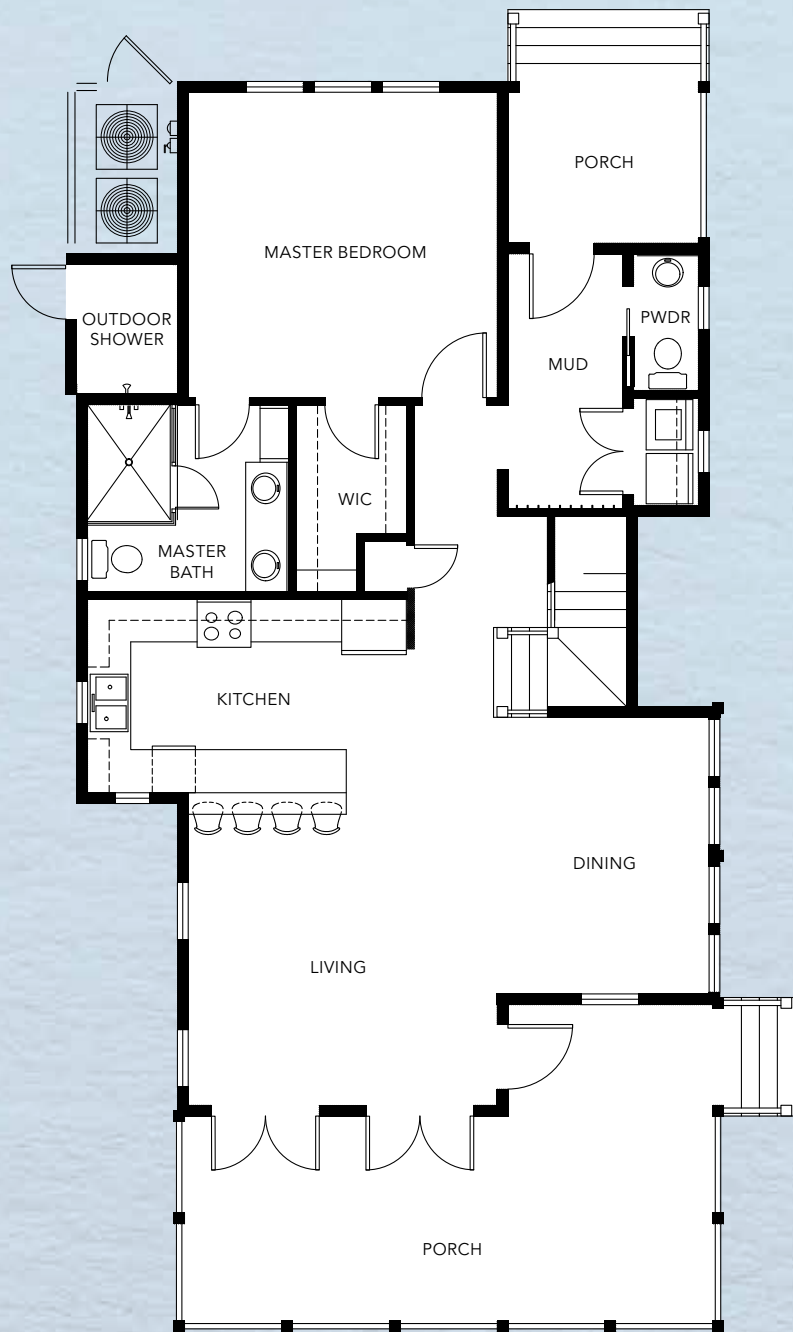 PORCH
MASTER BEDROOM
OUTDOOR
SHOWER
PWDR
MUD
WIC
MASTER
BATH
KITCHEN
DINING
LIVING
PORCH